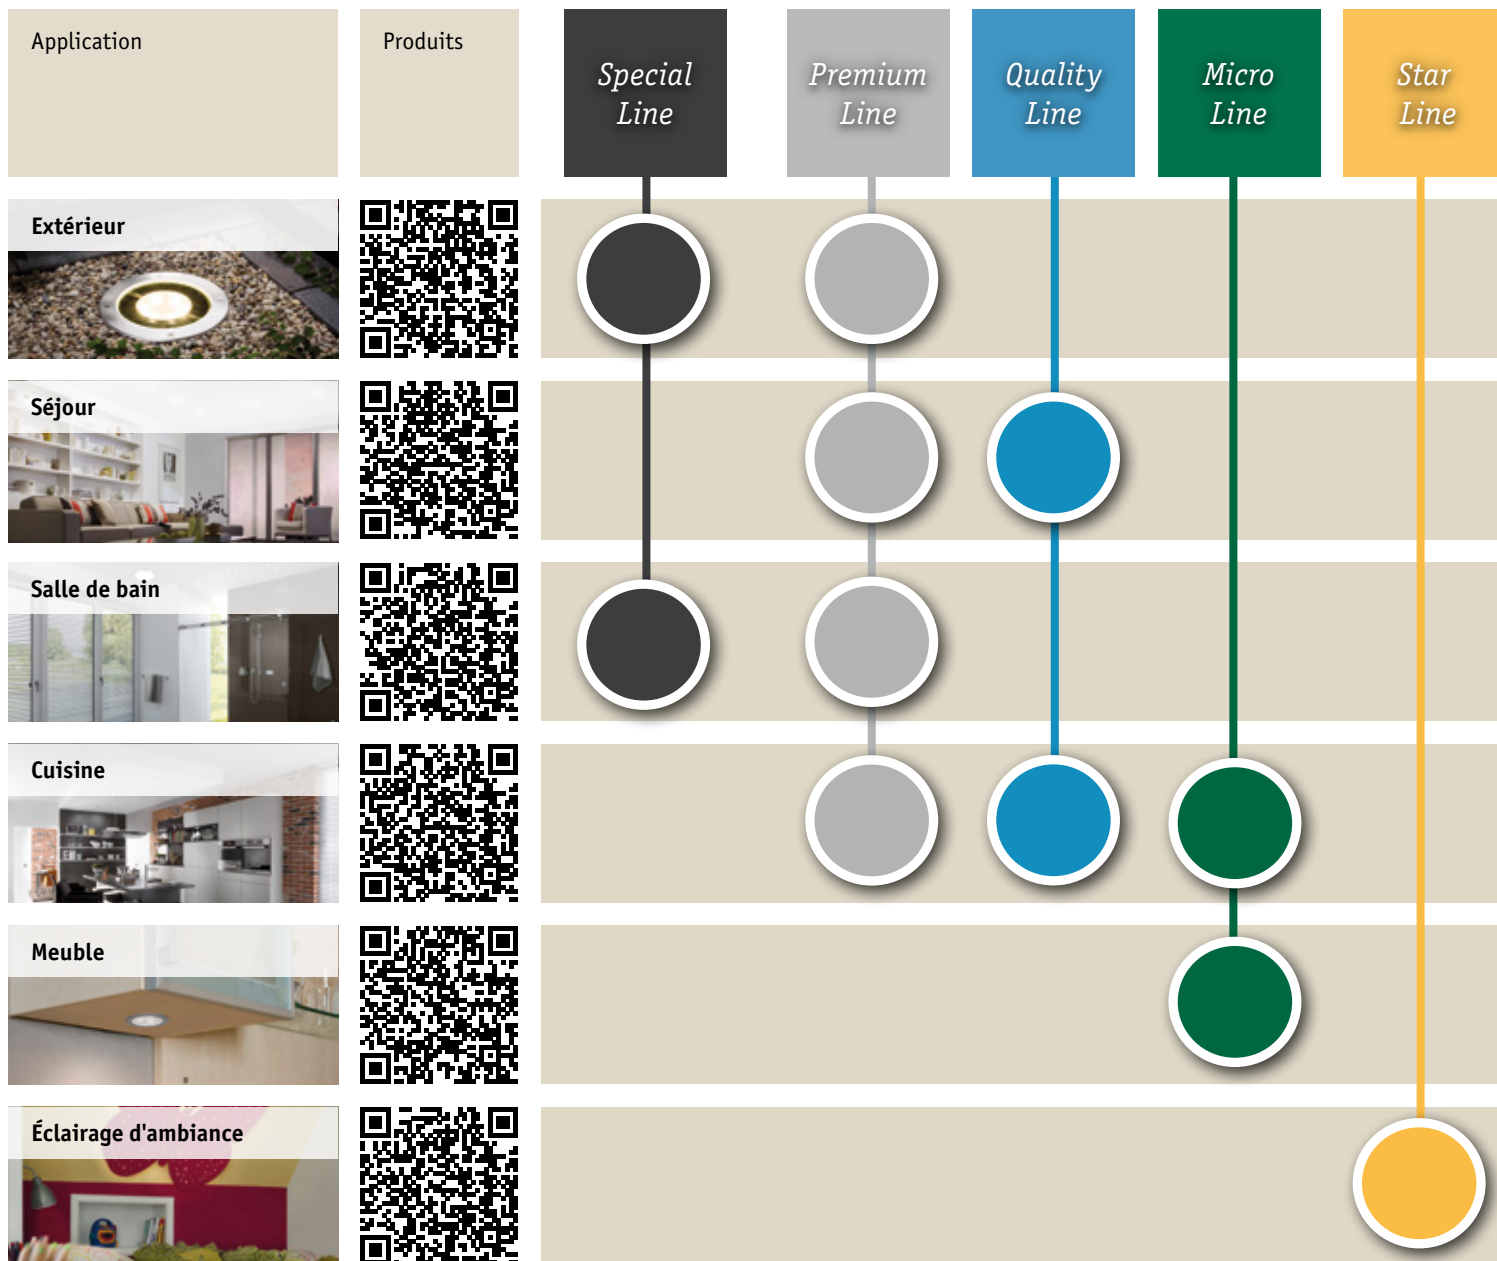 Application
Produits
Special
Line
Premium
Line
Quality
Line
Micro
Line
Star
Line
Extérieur
Séjour
Salle de bain
Cuisine
Meuble
Éclairage d'ambiance